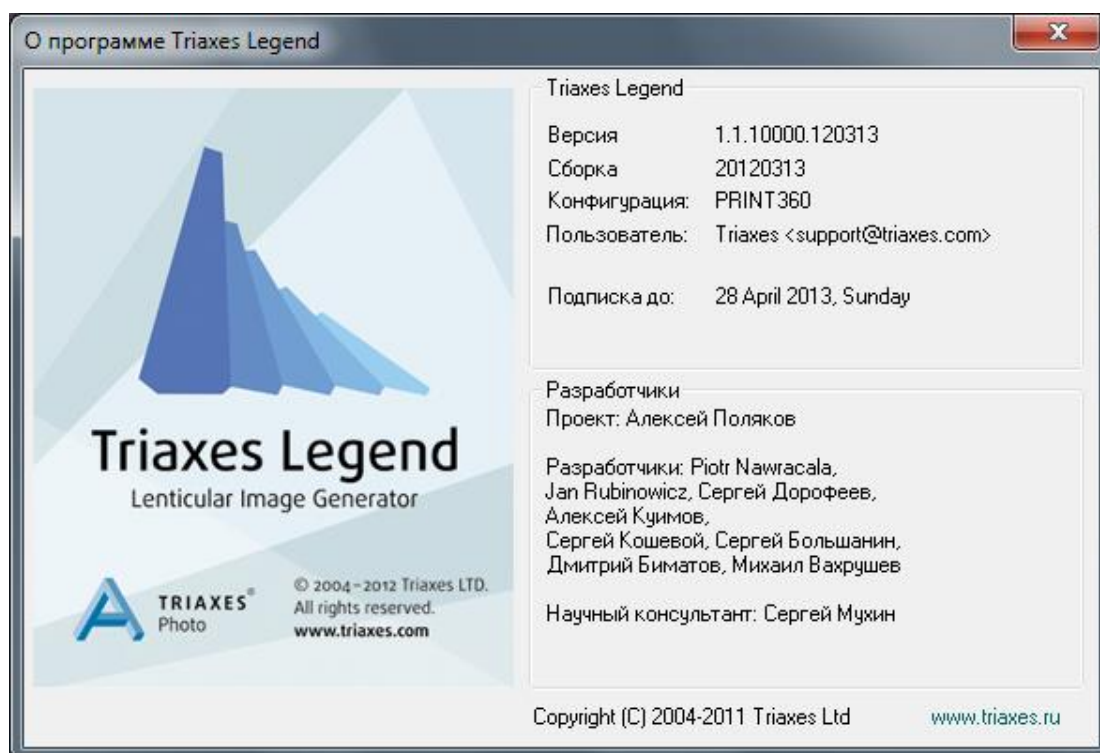 О программе Triaxes Legend
Triaxes Legend
Lenticular Image Generator
TRIAXES®
Photo
© 2004-2012 Triaxes LTD.
All rights reserved.
www.triaxes.com
Triaxes Legend
Версия 1.1.10000.120313
Сборка 20120313
Конфигурация: PRINT360
Пользователь: Triaxes <support@triaxes.com>
Подписка до: 28 April 2013, Sunday
Разработчики
Проект: Алексей Поляков
Разработчики: Piotr Nawracala,
Jan Rubinowicz, Сергей Дорофеев,
Алексей Куимов,
Сергей Кошевой, Сергей Большанин,
Дмитрий Биматов, Михаил Вахрушев
Научный консультант: Сергей Мухин
Copyright (C) 2004-2011 Triaxes Ltd www.triaxes.ru